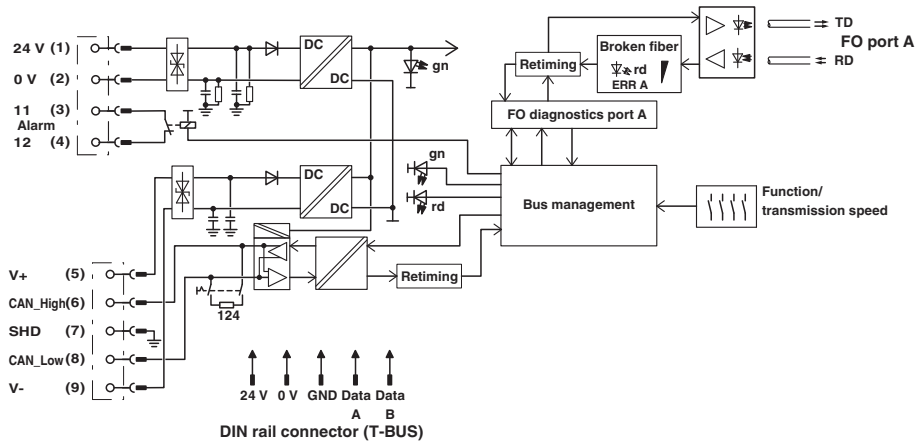 24 V (1)
0 V (2)
11 (3)
Alarm
12 (4)
DC
DC
gn
Retiming
Broken fiber
rd
ERR A
TD
FO port A
RD
FO diagnostics port A
DC
DC
gn
rd
Bus management
Function/
transmission speed
V+ (5)
CAN_High(6)
SHD (7)
CAN_Low(8)
V- (9)
124
Retiming
24 V 0 V GND Data Data
A B
DIN rail connector (T-BUS)